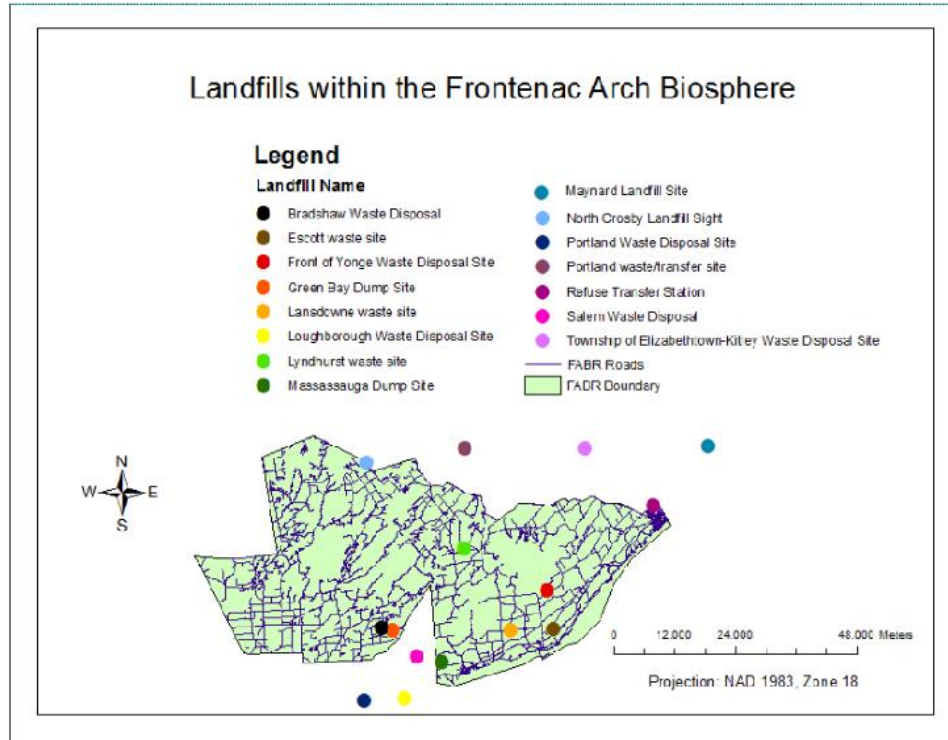 Landfills within the Frontenac Arch Biosphere
Legend
Landfill Name
Bradshaw Waste Disposal
Escott waste site
Front of Yonge Waste Disposal Site
Green Bay Dump Site
Lansdowne waste site
Loughborough Waste Disposal Site
Lyndhurst waste site
Massassauga Dump Site
Maynard Landfill Site
North Crosby Landfill Sight
Portland Waste Disposal Site
Portland waste/transfer site
Refuse Transfer Station
Salem Waste Disposal
Township of Elizabethtown-Kitley Waste Disposal Site
FABR Roads
FABR Boundary
N
W E
S
0 12,000 24,000 48,000 Meters
Projection: NAD 1983, Zone 18